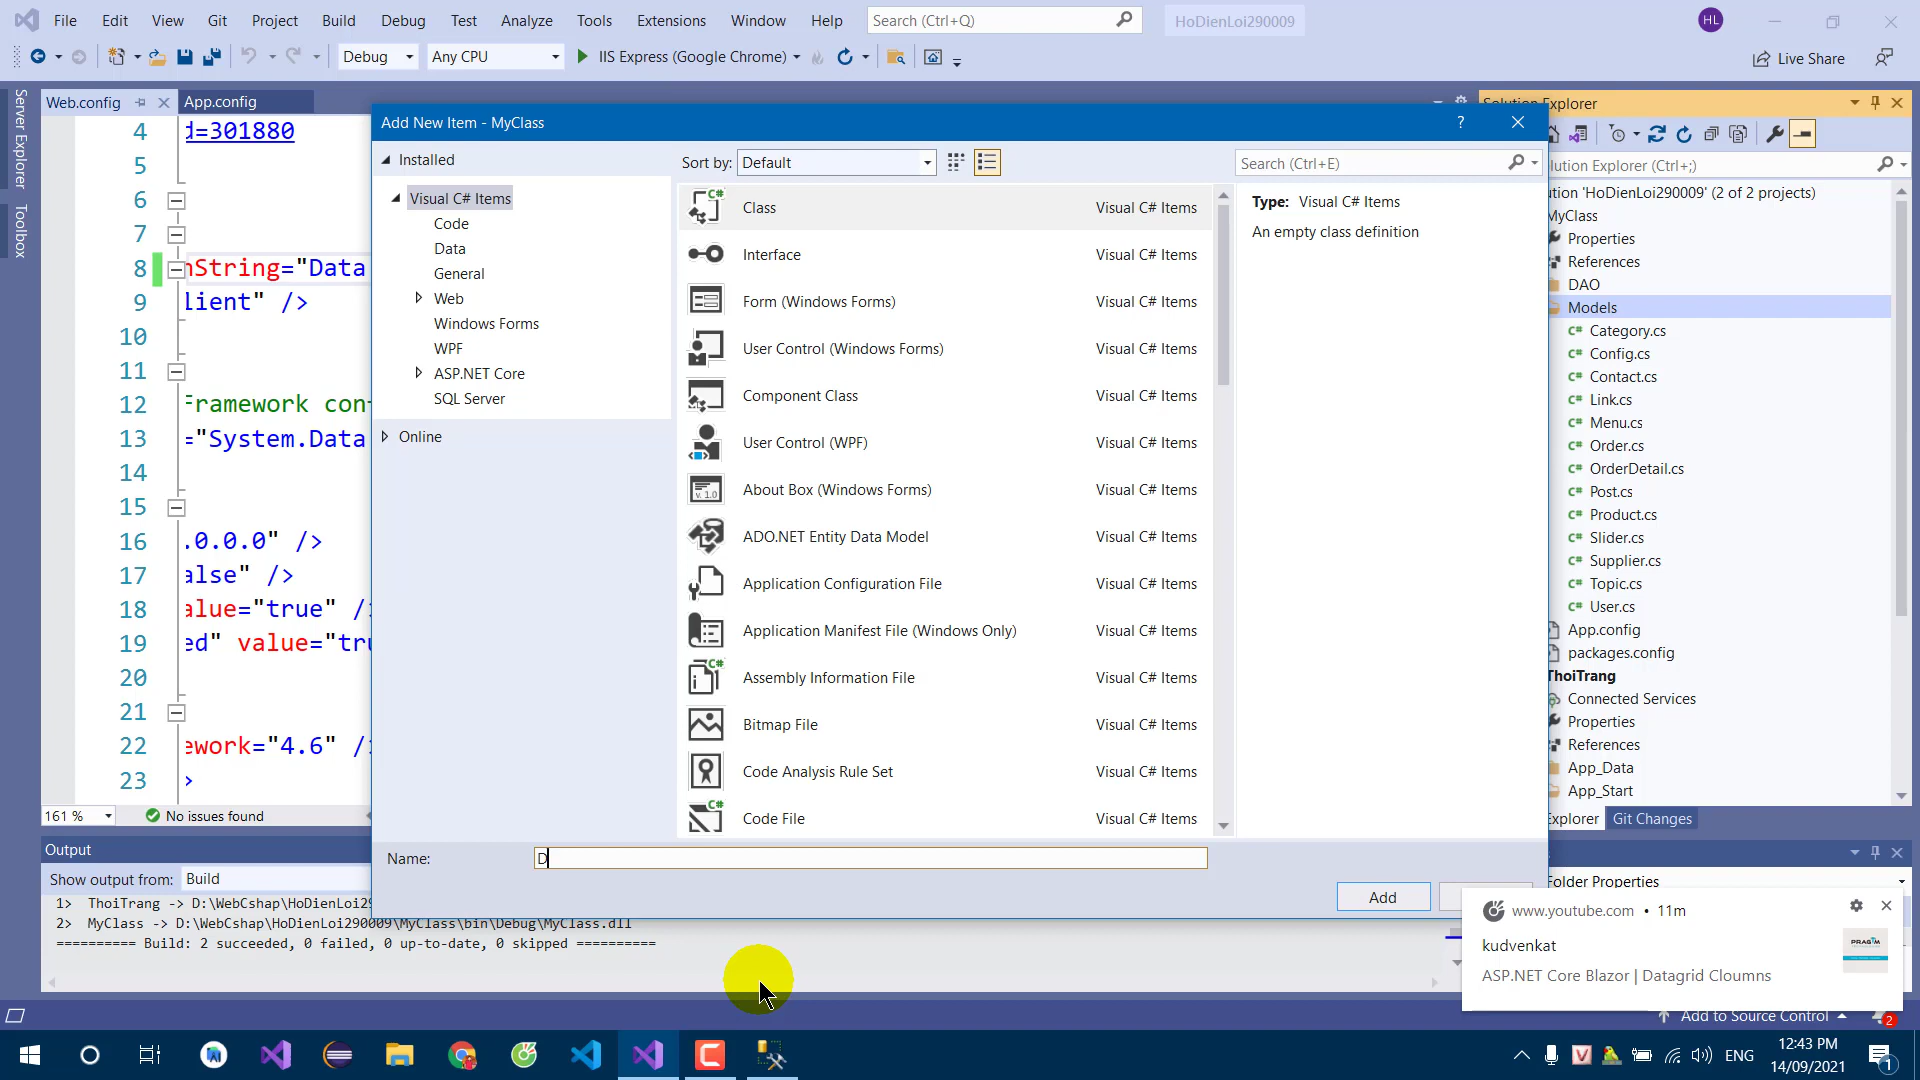 File Edit View Git Project Build Debug Test Analyze Tools Extensions Window Help Search (Ctrl+Q) HoDienLoi290009 HL
Debug Any CPU IIS Express (Google Chrome) Live Share
Server Explorer
Toolbox
Web.config App.config
4 d=301880
5
6
7
8 nString="Data
9 lient" />
10
11
12 Framework con
13 ="System.Data
14
15
16 .0.0.0" />
17 alse" />
18 alue="true" />
19 ed" value="tru
20
21
22 ework="4.6" />
23 >
161 % No issues found
Add New Item - MyClass ?
Installed
Visual C# Items
Code
Data
General
Web
Windows Forms
WPF
ASP.NET Core
SQL Server
Online
Sort by: Default
Search (Ctrl+E)
Class Visual C# Items
Interface Visual C# Items
Form (Windows Forms) Visual C# Items
User Control (Windows Forms) Visual C# Items
Component Class Visual C# Items
User Control (WPF) Visual C# Items
About Box (Windows Forms) Visual C# Items
ADO.NET Entity Data Model Visual C# Items
Application Configuration File Visual C# Items
Application Manifest File (Windows Only) Visual C# Items
Assembly Information File Visual C# Items
Bitmap File Visual C# Items
Code Analysis Rule Set Visual C# Items
Code File Visual C# Items
Type: Visual C# Items
An empty class definition
Name: D
Add
Solution Explorer
lution Explorer (Ctrl+;)
ution 'HoDienLoi290009' (2 of 2 projects)
MyClass
Properties
References
DAO
Models
C# Category.cs
C# Config.cs
C# Contact.cs
C# Link.cs
C# Menu.cs
C# Order.cs
C# OrderDetail.cs
C# Post.cs
C# Product.cs
C# Slider.cs
C# Supplier.cs
C# Topic.cs
C# User.cs
App.config
packages.config
ThoiTrang
Connected Services
Properties
References
App_Data
App_Start
Explorer Git Changes
Folder Properties
Output
Show output from: Build
1> ThoiTrang -> D:\WebCshap\HoDienLoi29
2> MyClass -> D:\WebCshap\HoDienLoi290009\MyClass\bin\Debug\MyClass.dll
========== Build: 2 succeeded, 0 failed, 0 up-to-date, 0 skipped ==========
www.youtube.com • 11m
kudvenkat
PRAGIM
ASP.NET Core Blazor | Datagrid Cloumns
Add to Source Control 2
ENG 12:43 PM
14/09/2021 1